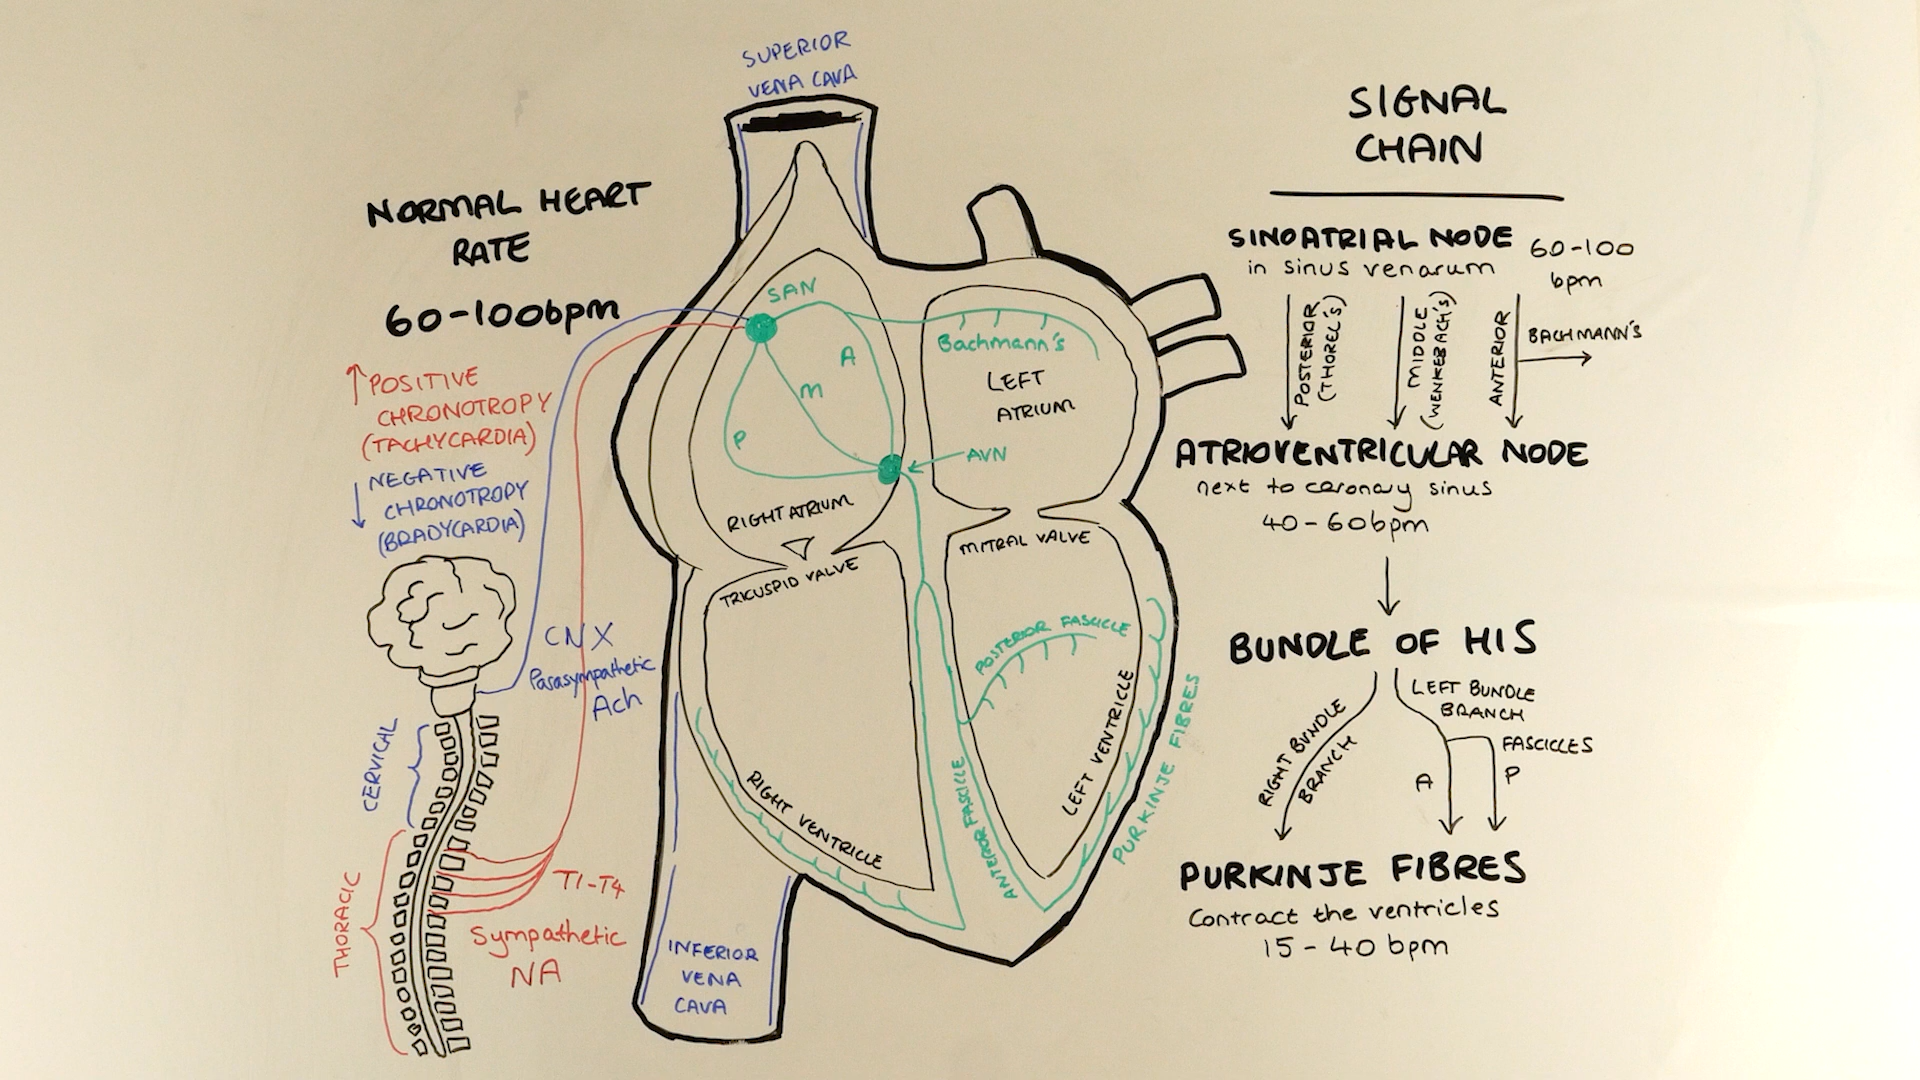 SUPERIOR
VENA CAVA
NORMAL HEART
RATE
60-100bpm
↑POSITIVE
CHRONOTROPY
(TACHYCARDIA)
↓NEGATIVE
CHRONOTROPY
(BRADYCARDIA)
CN X
Parasympathetic
Ach
CERVICAL
THORACIC
T1-T4
Sympathetic
NA
SAN
A
M
P
Bachmann's
LEFT
ATRIUM
AVN
RIGHT ATRIUM
TRICUSPID VALVE
MITRAL VALVE
POSTERIOR FASCICLE
ANTERIOR FASCICLE
LEFT VENTRICLE
RIGHT VENTRICLE
PURKINJE FIBRES
INFERIOR
VENA
CAVA
SIGNAL
CHAIN
SINOATRIAL NODE
in sinus venarum
60-100
bpm
POSTERIOR
(THOREL'S)
MIDDLE
(WENKEBACH'S)
ANTERIOR
BACHMANN'S
ATRIOVENTRICULAR NODE
next to coronary sinus
40-60bpm
BUNDLE OF HIS
RIGHT BUNDLE
BRANCH
LEFT BUNDLE
BRANCH
FASCICLES
A
P
PURKINJE FIBRES
Contract the ventricles
15-40 bpm